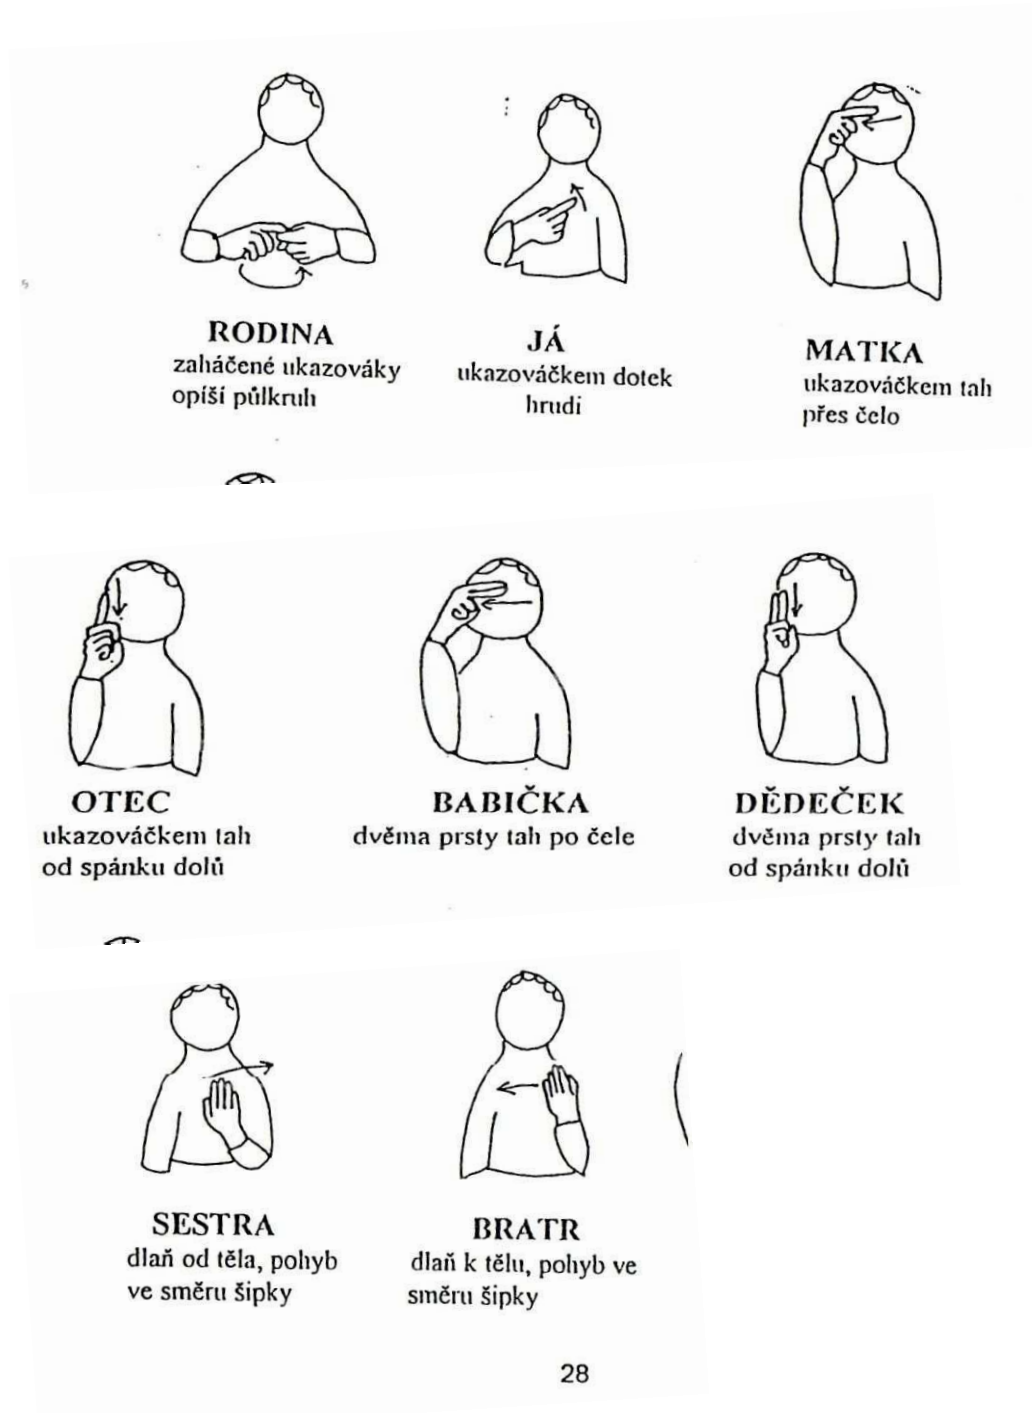 RODINA
zaháčené ukazováky
opíší půlkruh
JÁ
ukazováčkem dotek
hrudi
MATKA
ukazováčkem tah
přes čelo
OTEC
ukazováčkem tah
od spánku dolů
BABIČKA
dvěma prsty tah po čele
DĚDEČEK
dvěma prsty tah
od spánku dolů
SESTRA
dlaň od těla, pohyb
ve směru šipky
BRATR
dlaň k tělu, pohyb ve
směru šipky
28